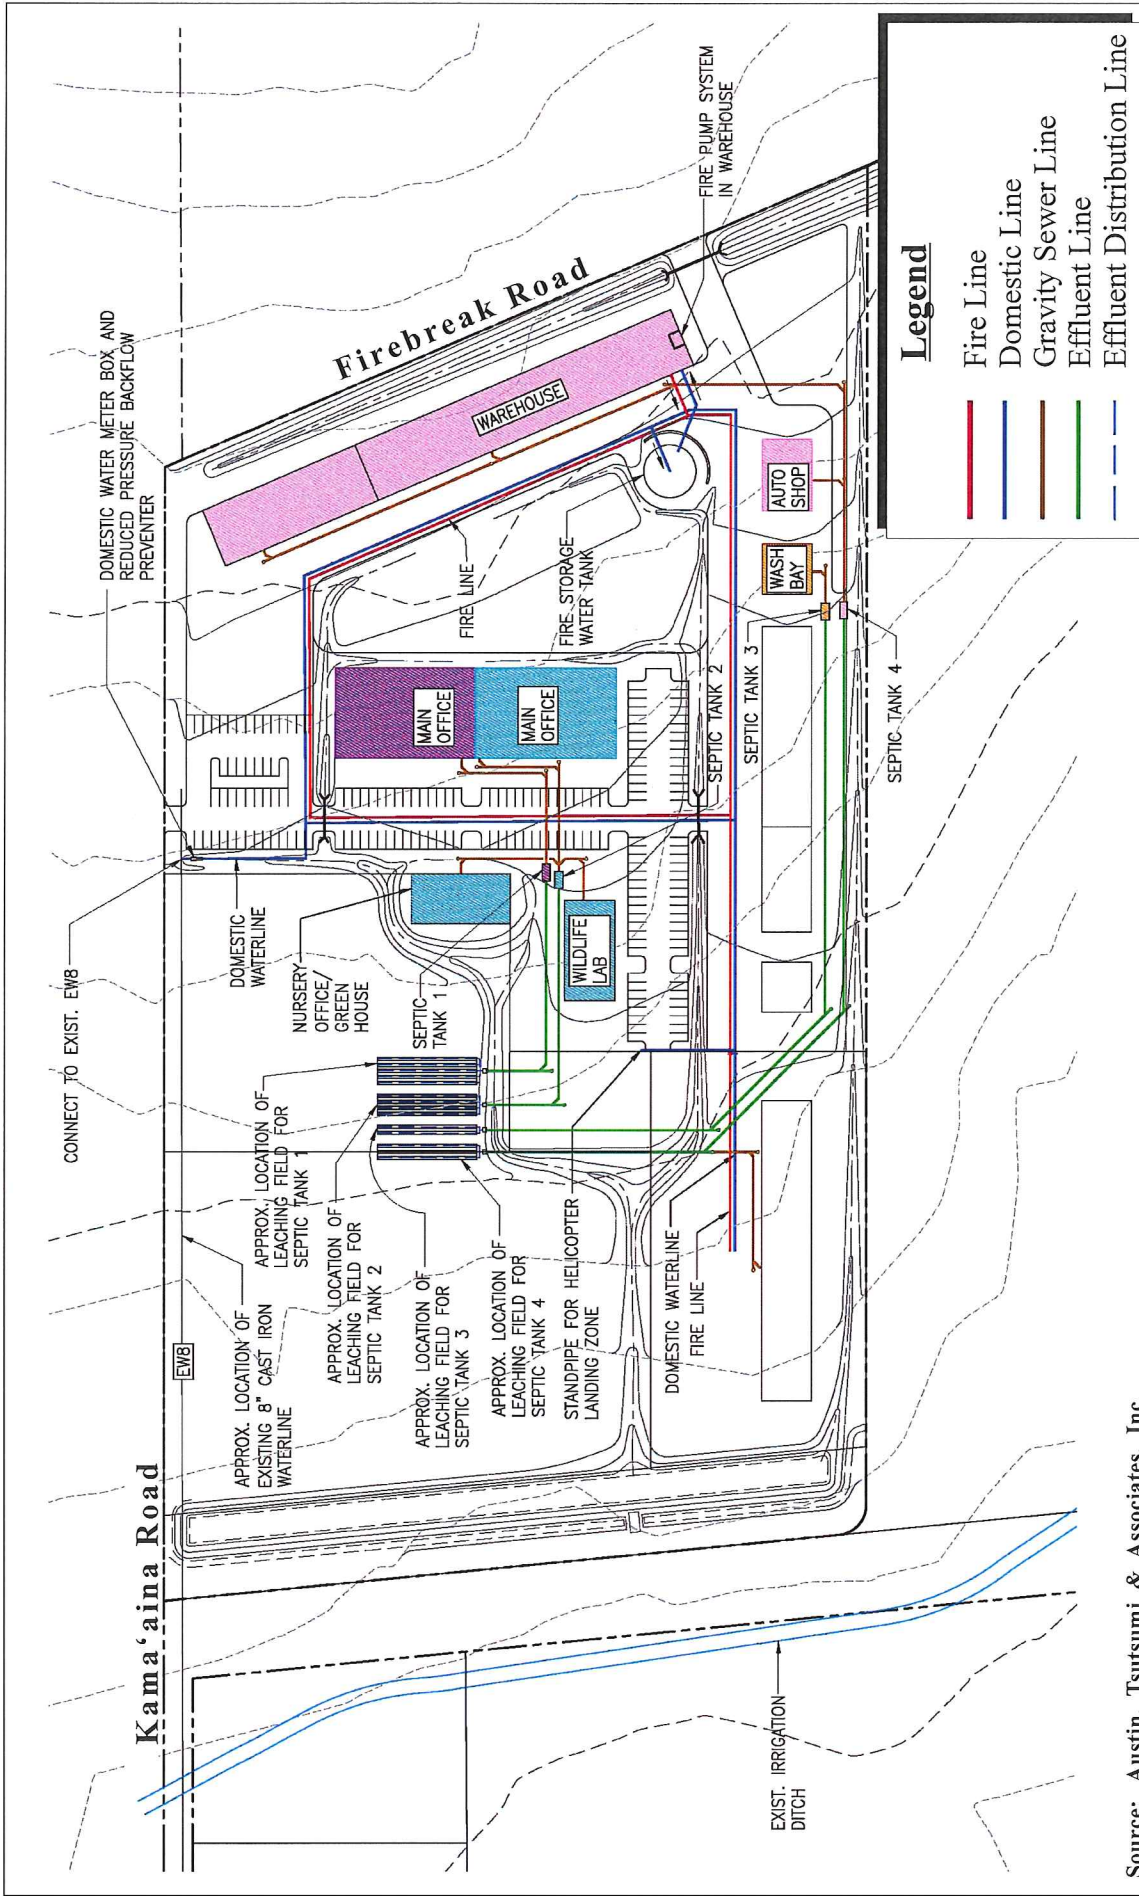 Kama‘aina Road
Firebreak Road
CONNECT TO EXIST. EW8
DOMESTIC WATER METER BOX AND
REDUCED PRESSURE BACKFLOW
PREVENTER
EW8
APPROX. LOCATION OF
EXISTING 8" CAST IRON
WATERLINE
APPROX. LOCATION OF
LEACHING FIELD FOR
SEPTIC TANK 1
APPROX. LOCATION OF
LEACHING FIELD FOR
SEPTIC TANK 2
APPROX. LOCATION OF
LEACHING FIELD FOR
SEPTIC TANK 3
APPROX. LOCATION OF
LEACHING FIELD FOR
SEPTIC TANK 4
STANDPIPE FOR HELICOPTER
LANDING ZONE
DOMESTIC WATERLINE
FIRE LINE
DOMESTIC
WATERLINE
NURSERY
OFFICE/
GREEN
HOUSE
SEPTIC
TANK 1
WILDLIFE
LAB
MAIN
OFFICE
MAIN
OFFICE
SEPTIC TANK 2
SEPTIC TANK 3
SEPTIC TANK 4
FIRE LINE
FIRE STORAGE
WATER TANK
WAREHOUSE
AUTO
SHOP
WASH
BAY
FIRE PUMP SYSTEM
IN WAREHOUSE
EXIST. IRRIGATION
DITCH
Legend
Fire Line
Domestic Line
Gravity Sewer Line
Effluent Line
Effluent Distribution Line
Source: Austin, Tsutsumi & Associates, Inc.